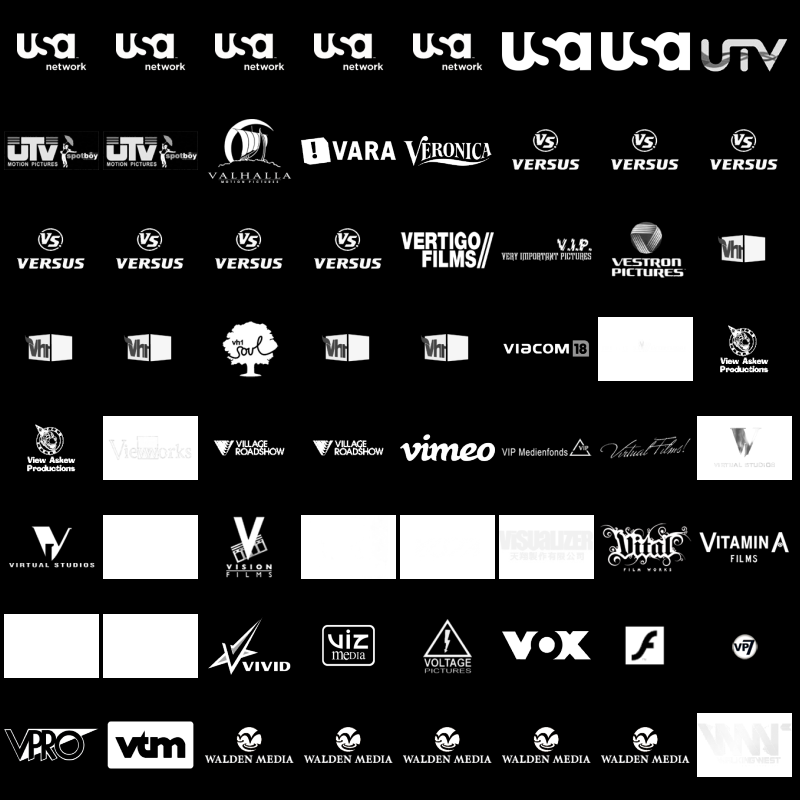 usa network usa network usa network usa network usa network usa usa UTV
UTV MOTION PICTURES spotboy UTV MOTION PICTURES spotboy VALHALLA MOTION PICTURES ! VARA VERONICA VS. VERSUS VS. VERSUS VS. VERSUS
VS. VERSUS VS. VERSUS VS. VERSUS VS. VERSUS VERTIGO FILMS// V.I.P. VERY IMPORTANT PICTURES VESTRON PICTURES Vh1
Vh1 Vh1 vh1 soul Vh1 Vh1 VIACOM 18 View Askew Productions
View Askew Productions Viewworks VILLAGE ROADSHOW VILLAGE ROADSHOW vimeo VIP Medienfonds VIP Virtual Films! VIRTUAL STUDIOS
VIRTUAL STUDIOS VISION FILMS VISUALIZER Vital FILM WORKS VITAMIN A FILMS
VIVID VIZ media VOLTAGE PICTURES VOX f VP7
VPRO vtm WALDEN MEDIA WALDEN MEDIA WALDEN MEDIA WALDEN MEDIA WALDEN MEDIA